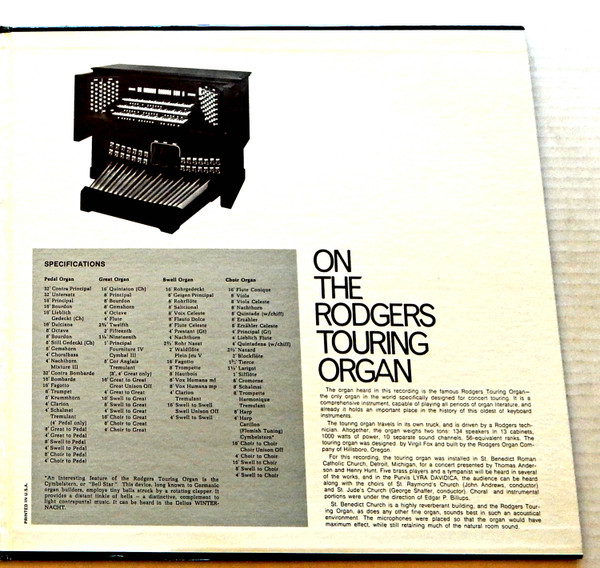 SPECIFICATIONS
Pedal Organ
32' Contra Principal
32' Untersatz
16' Principal
16' Bourdon
16' Lieblich
Gedeckt (Ch)
16' Dulciana
8' Octave
8' Bourdon
8' Still Gedeckt (Ch)
4' Choralbass
4' Nachthorn
Mixture III
32' Contra Bombarde
16' Bombarde
16' Fagotto
8' Trumpet
8' Krummhorn
4' Clarion
4' Schalmei
Tremulant
(4' Pedal only)
8' Great to Pedal
4' Great to Pedal
8' Swell to Pedal
4' Swell to Pedal
8' Choir to Pedal
4' Choir to Pedal
Great Organ
16' Quintaton (Ch)
8' Principal
8' Bourdon
8' Gemshorn
4' Octave
4' Flute
2⅔' Twelfth
2' Fifteenth
1⅓' Nineteenth
Fourniture IV
Cymbal III
8' Cor Anglais
(8', 4' Great only)
16' Great to Great
Great Unison Off
4' Great to Great
16' Swell to Great
8' Swell to Great
4' Swell to Great
16' Choir to Great
8' Choir to Great
4' Choir to Great
Swell Organ
16' Rohrgedeckt
8' Geigen Principal
8' Rohrflöte
8' Salicional
8' Voix Celeste
8' Flauto Dolce
8' Flute Celeste
4' Prestant (Gt)
4' Nachthorn
2' Principal
2⅔' Rohr Nasat
2' Waldflöte
Plein Jeu V
16' Fagotto
8' Trompette
8' Hautbois
8' Vox Humana mf
8' Vox Humana mp
4' Clarion
Tremulant
16' Swell to Swell
Swell Unison Off
4' Swell to Swell
Choir Organ
16' Flute Conique
8' Viola
8' Viola Celeste
8' Nachthorn
8' Quintade (w/chiff)
8' Erzähler
8' Erzähler Celeste
4' Principal (Gt)
4' Lieblich Flute
4' Quintadena (w/chiff)
2⅔' Nasard
2' Blockflöte
1⅗' Tierce
1⅓' Larigot
1' Sifflöte
8' Cromorne
4' Schalmei
8' Trompette
Harmonique
Tremulant
8' Harp
4' Harp
Carillon
(Flemish Tuning)
Cymbelstern*
16' Choir to Choir
Choir Unison Off
4' Choir to Choir
16' Swell to Choir
8' Swell to Choir
4' Swell to Choir
*An interesting feature of the Rodgers Touring Organ is the
Cymbelstern, or "Bell Star." This device, long known to Germanic
organ builders, employs tiny bells struck by a rotating clapper. It
provides a distant tinkle of bells — a distinctive, complement to
light contrapuntal music. It can be heard in the Delius WINTER-
NACHT.
PRINTED IN U.S.A.
ON
THE
RODGERS
TOURING
ORGAN
The organ heard in this recording is the famous Rodgers Touring Organ—
the only organ in the world specifically designed for concert touring. It is a
comprehensive instrument, capable of playing all periods of organ literature, and
already it holds an important place in the history of this oldest of keyboard
instruments.
The touring organ travels in its own truck, and is driven by a Rodgers tech-
nician. Altogether, the organ weighs two tons: 134 speakers in 13 cabinets,
1000 watts of power, 10 separate sound channels, 56-equivalent ranks. The
touring organ was designed by Virgil Fox and built by the Rodgers Organ Com-
pany of Hillsboro, Oregon.
For this recording, the touring organ was installed in St. Benedict Roman
Catholic Church, Detroit, Michigan, for a concert presented by Thomas Ander-
son and Henry Hunt. Five brass players and a tympanist will be heard in several
of the works, and in the Purvis LYRA DAVIDICA, the audience can be heard
along with the choirs of St. Raymond's Church (John Andrews, conductor)
and St. Jude's Church (George Shaffer, conductor). Choral and instrumental
portions were under the direction of Edgar P. Billups.
St. Benedict Church is a highly reverberant building, and the Rodgers Tour-
ing Organ, as does any other fine organ, sounds best in such an acoustical
environment. The microphones were placed so that the organ would have
maximum effect, while still retaining much of the natural room sound.